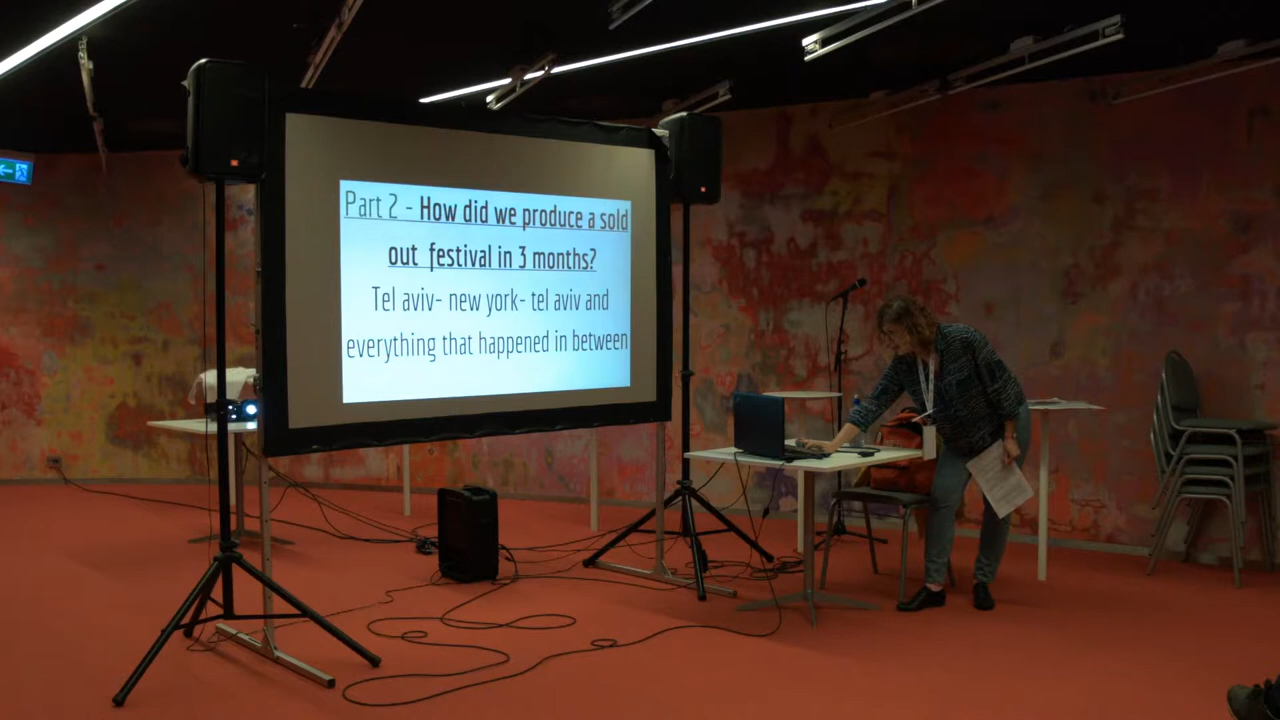 Part 2 - How did we produce a sold
out festival in 3 months?
Tel aviv- new york- tel aviv and
everything that happened in between